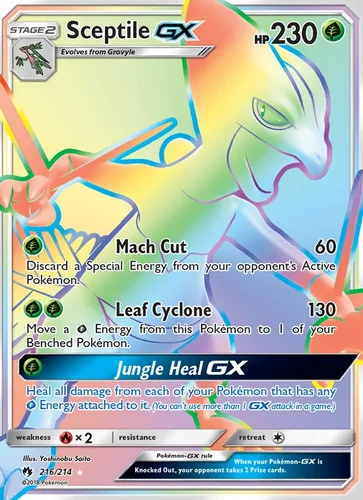 STAGE2 Sceptile GX HP 230
Evolves from Grovyle
Mach Cut 60
Discard a Special Energy from your opponent's Active
Pokémon.
Leaf Cyclone 130
Move a Energy from this Pokémon to 1 of your
Benched Pokémon.
Jungle Heal GX
Heal all damage from each of your Pokémon that has any
Energy attached to it. (You can't use more than 1 GX attack in a game.)
weakness ×2 resistance retreat
Illus. Yoshinobu Saito
216/214
©2018 Pokémon
Pokémon-GX rule
When your Pokémon-GX is
Knocked Out, your opponent takes 2 Prize cards.